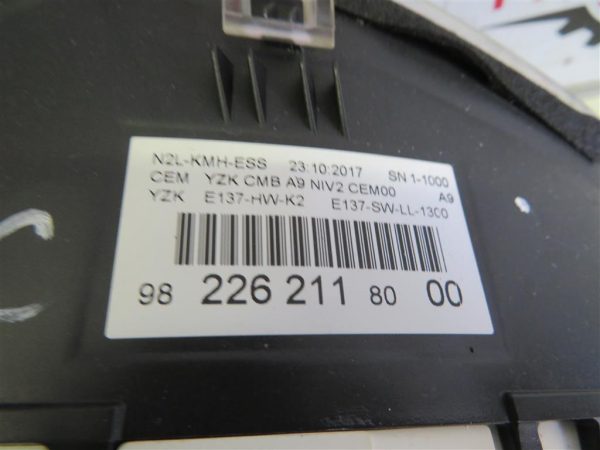 N2L-KMH-ESS 23:10:2017 SN 1-1000
CEM YZK CMB A9 NIV2 CEM00 A9
YZK E137-HW-K2 E137-SW-LL-1300
98 226 211 80 00